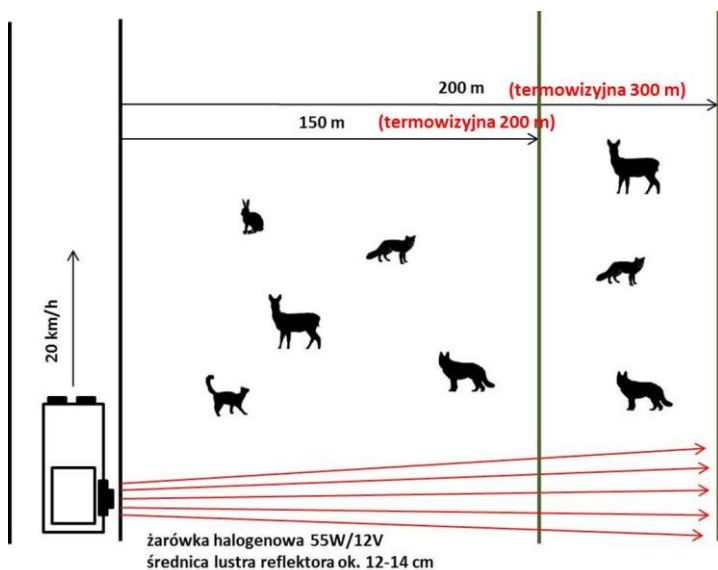 200 m (termowizyjna 300 m)
150 m (termowizyjna 200 m)
20 km/h
żarówka halogenowa 55W/12V
średnica lustra reflektora ok. 12-14 cm